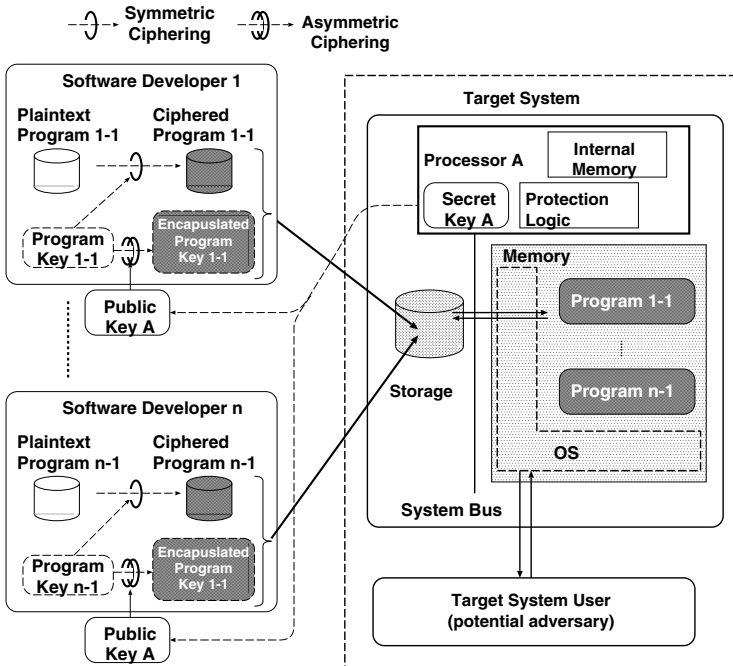 Symmetric
Ciphering
Asymmetric
Ciphering
Software Developer 1
Plaintext
Program 1-1
Ciphered
Program 1-1
Program
Key 1-1
Encapuslated
Program
Key 1-1
Public
Key A
Software Developer n
Plaintext
Program n-1
Ciphered
Program n-1
Program
Key n-1
Encapuslated
Program
Key 1-1
Public
Key A
Target System
Processor A
Internal
Memory
Secret
Key A
Protection
Logic
Memory
Program 1-1
Program n-1
OS
Storage
System Bus
Target System User
(potential adversary)